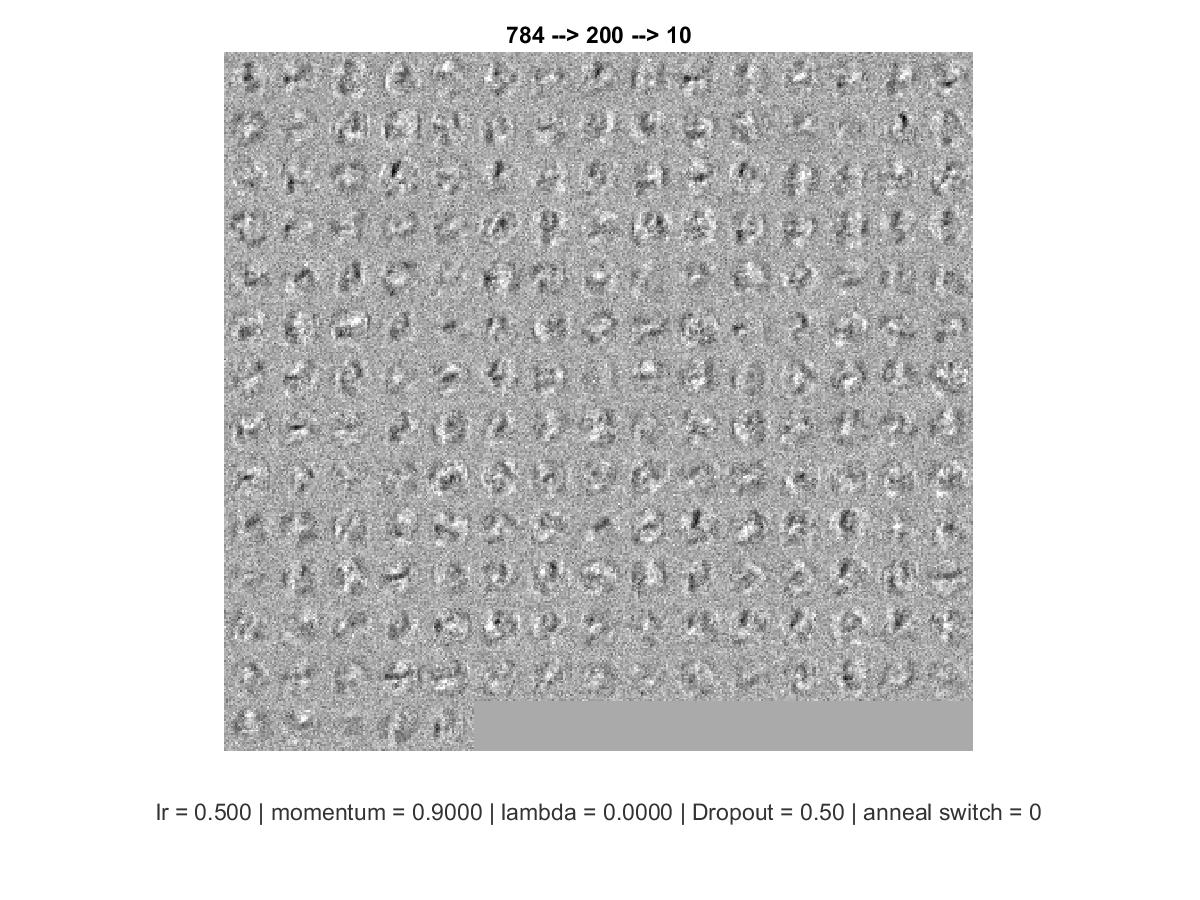 784 --> 200 --> 10
lr = 0.500 | momentum = 0.9000 | lambda = 0.0000 | Dropout = 0.50 | anneal switch = 0